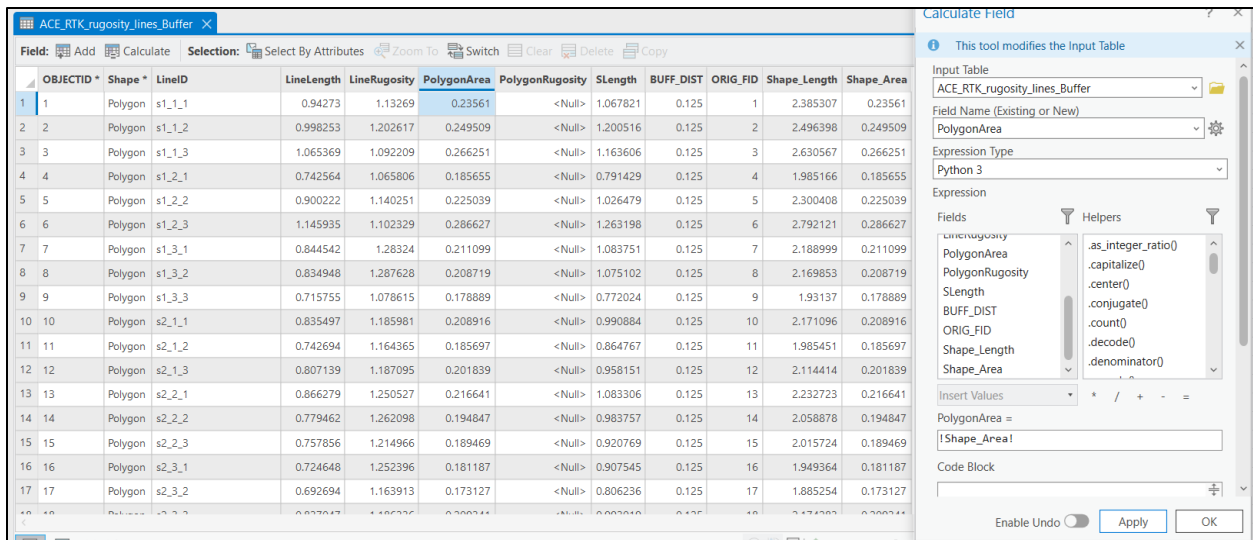 ACE_RTK_rugosity_lines_Buffer
Field: Add Calculate Selection: Select By Attributes Zoom To Switch Clear Delete Copy
OBJECTID * Shape * LineID LineLength LineRugosity PolygonArea PolygonRugosity SLength BUFF_DIST ORIG_FID Shape_Length Shape_Area
1 1 Polygon s1_1_1 0.94273 1.13269 0.23561 <Null> 1.067821 0.125 1 2.385307 0.23561
2 2 Polygon s1_1_2 0.998253 1.202617 0.249509 <Null> 1.200516 0.125 2 2.496398 0.249509
3 3 Polygon s1_1_3 1.065369 1.092209 0.266251 <Null> 1.163606 0.125 3 2.630567 0.266251
4 4 Polygon s1_2_1 0.742564 1.065806 0.185655 <Null> 0.791429 0.125 4 1.985166 0.185655
5 5 Polygon s1_2_2 0.900222 1.140251 0.225039 <Null> 1.026479 0.125 5 2.300408 0.225039
6 6 Polygon s1_2_3 1.145935 1.102329 0.286627 <Null> 1.263198 0.125 6 2.792121 0.286627
7 7 Polygon s1_3_1 0.844542 1.28324 0.211099 <Null> 1.083751 0.125 7 2.188999 0.211099
8 8 Polygon s1_3_2 0.834948 1.287628 0.208719 <Null> 1.075102 0.125 8 2.169853 0.208719
9 9 Polygon s1_3_3 0.715755 1.078615 0.178889 <Null> 0.772024 0.125 9 1.93137 0.178889
10 10 Polygon s2_1_1 0.835497 1.185981 0.208916 <Null> 0.990884 0.125 10 2.171096 0.208916
11 11 Polygon s2_1_2 0.742694 1.164365 0.185697 <Null> 0.864767 0.125 11 1.985451 0.185697
12 12 Polygon s2_1_3 0.807139 1.187095 0.201839 <Null> 0.958151 0.125 12 2.114414 0.201839
13 13 Polygon s2_2_1 0.866279 1.250527 0.216641 <Null> 1.083306 0.125 13 2.232723 0.216641
14 14 Polygon s2_2_2 0.779462 1.262098 0.194847 <Null> 0.983757 0.125 14 2.058878 0.194847
15 15 Polygon s2_2_3 0.757856 1.214966 0.189469 <Null> 0.920769 0.125 15 2.015724 0.189469
16 16 Polygon s2_3_1 0.724648 1.252396 0.181187 <Null> 0.907545 0.125 16 1.949364 0.181187
17 17 Polygon s2_3_2 0.692694 1.163913 0.173127 <Null> 0.806236 0.125 17 1.885254 0.173127
Calculate Field ?
This tool modifies the Input Table
Input Table
ACE_RTK_rugosity_lines_Buffer
Field Name (Existing or New)
PolygonArea
Expression Type
Python 3
Expression
Fields Helpers
LineRugosity .as_integer_ratio()
PolygonArea .capitalize()
PolygonRugosity .center()
SLength .conjugate()
BUFF_DIST .count()
ORIG_FID .decode()
Shape_Length .denominator()
Shape_Area
Insert Values * / + - =
PolygonArea =
!Shape_Area!
Code Block
Enable Undo Apply OK